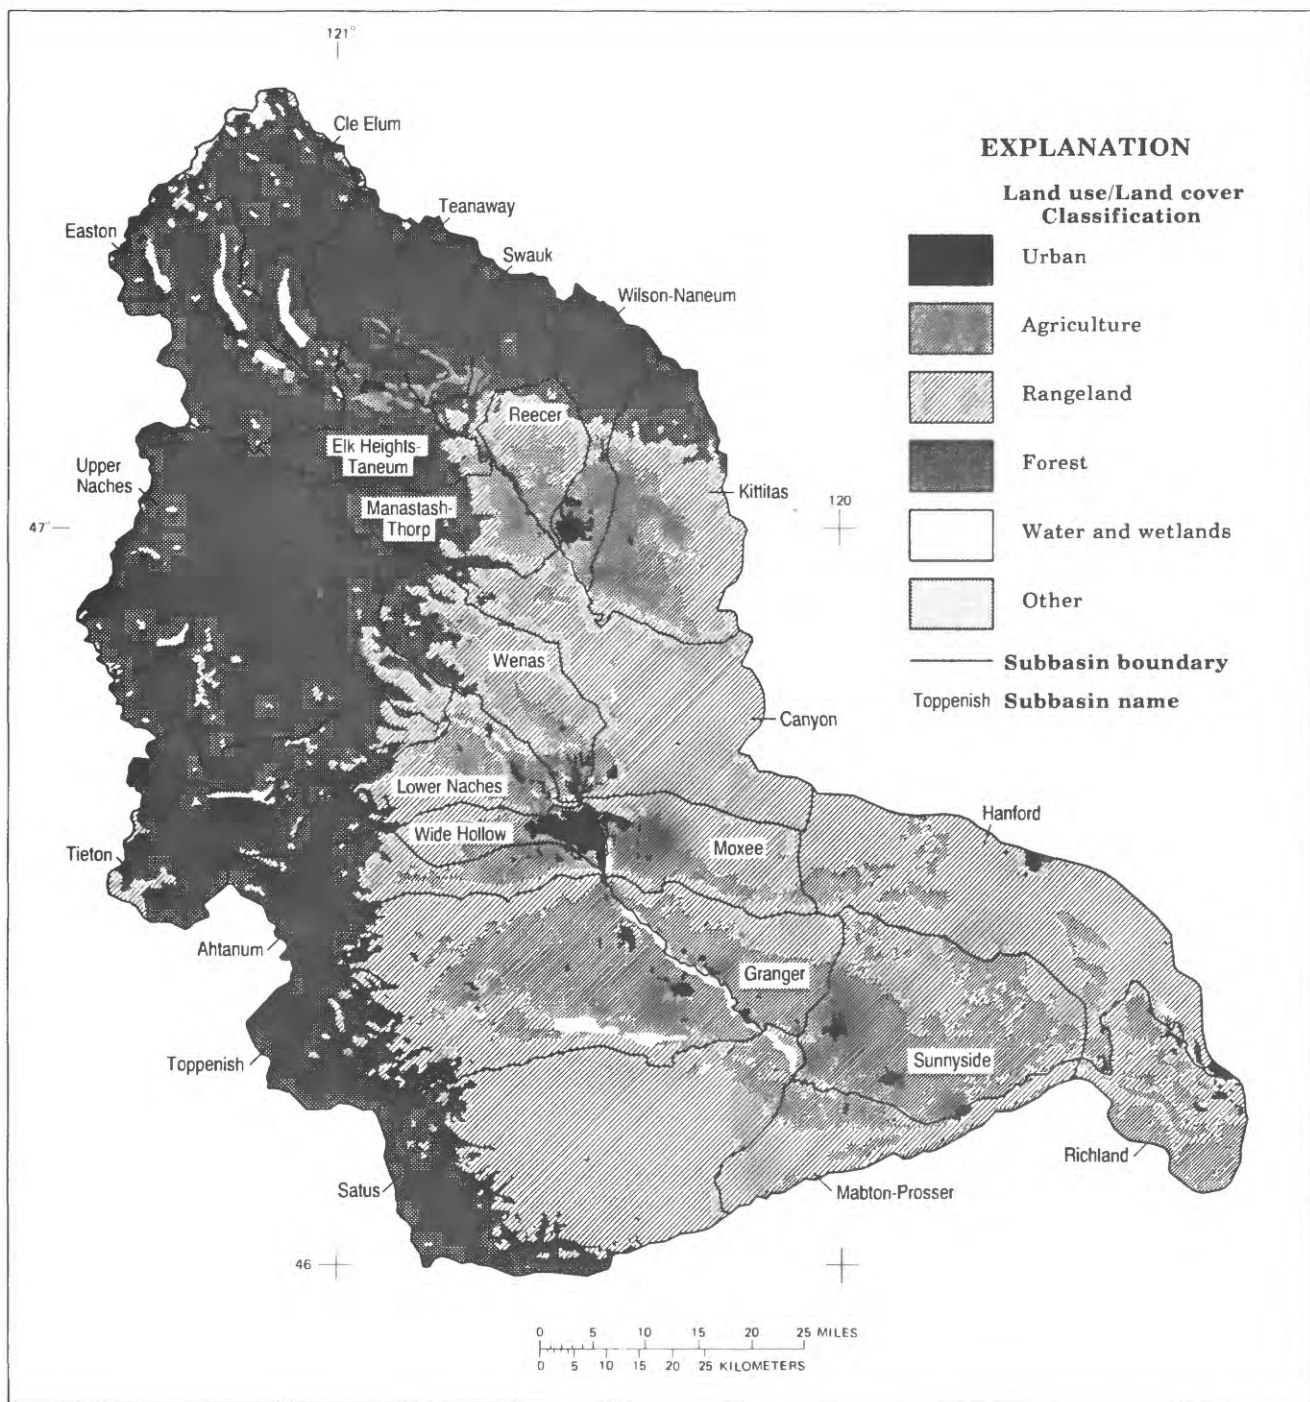 121°
Cle Elum
Teanaway
Easton
Swauk
Wilson-Naneum
EXPLANATION
Land use/Land cover
Classification
Urban
Agriculture
Rangeland
Forest
Water and wetlands
Other
Subbasin boundary
Toppenish Subbasin name
Reecer
Elk Heights-
Taneum
Upper
Naches
Manastash-
Thorp
Kittitas
120
47°
Wenas
Canyon
Lower Naches
Hanford
Wide Hollow
Moxee
Tieton
Ahtanum
Granger
Toppenish
Sunnyside
Richland
Satus
Mabton-Prosser
46
0 5 10 15 20 25 MILES
0 5 10 15 20 25 KILOMETERS